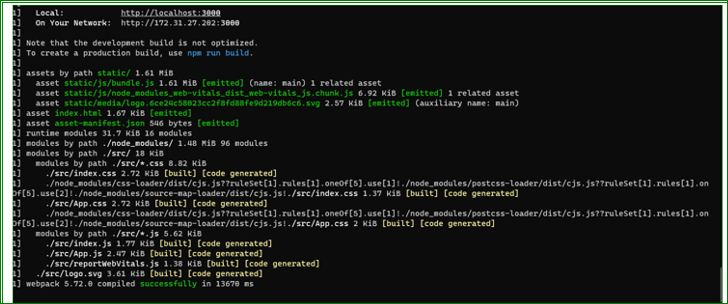 1]   Local:            http://localhost:3000
1]   On Your Network:  http://172.31.27.202:3000
1]
1] Note that the development build is not optimized.
1] To create a production build, use npm run build.
1]
1] assets by path static/ 1.61 MiB
1]   asset static/js/bundle.js 1.61 MiB [emitted] (name: main) 1 related asset
1]   asset static/js/node_modules_web-vitals_dist_web-vitals_js.chunk.js 6.92 KiB [emitted] 1 related asset
1]   asset static/media/logo.6ce24c58023cc2f8fd88fe9d219db6c6.svg 2.57 KiB [emitted] (auxiliary name: main)
1] asset index.html 1.67 KiB [emitted]
1] asset asset-manifest.json 546 bytes [emitted]
1] runtime modules 31.7 KiB 16 modules
1] modules by path ./node_modules/ 1.48 MiB 96 modules
1] modules by path ./src/ 18 KiB
1]   modules by path ./src/*.css 8.82 KiB
1]     ./src/index.css 2.72 KiB [built] [code generated]
1]     ./node_modules/css-loader/dist/cjs.js??ruleSet[1].rules[1].oneOf[5].use[1]!./node_modules/postcss-loader/dist/cjs.js??ruleSet[1].rules[1].on
Of[5].use[2]!./node_modules/source-map-loader/dist/cjs.js!./src/index.css 1.37 KiB [built] [code generated]
1]     ./src/App.css 2.72 KiB [built] [code generated]
1]     ./node_modules/css-loader/dist/cjs.js??ruleSet[1].rules[1].oneOf[5].use[1]!./node_modules/postcss-loader/dist/cjs.js??ruleSet[1].rules[1].on
Of[5].use[2]!./node_modules/source-map-loader/dist/cjs.js!./src/App.css 2 KiB [built] [code generated]
1]   modules by path ./src/*.js 5.62 KiB
1]     ./src/index.js 1.77 KiB [built] [code generated]
1]     ./src/App.js 2.47 KiB [built] [code generated]
1]     ./src/reportWebVitals.js 1.38 KiB [built] [code generated]
1]   ./src/logo.svg 3.61 KiB [built] [code generated]
1] webpack 5.72.0 compiled successfully in 13670 ms